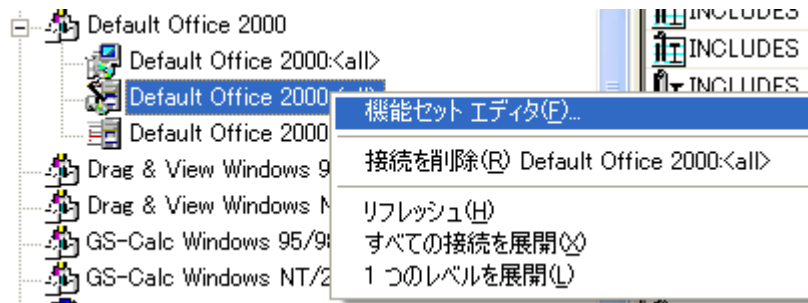 Default Office 2000
Default Office 2000:<all>
Default Office 2000:<all>
Default Office 2000
Drag & View Windows 9
Drag & View Windows N
GS-Calc Windows 95/98
GS-Calc Windows NT/2
機能セット エディタ(F)...
接続を削除(R) Default Office 2000:<all>
リフレッシュ(H)
すべての接続を展開(X)
1 つのレベルを展開(L)
INCLUDES
INCLUDES
INCLUDES